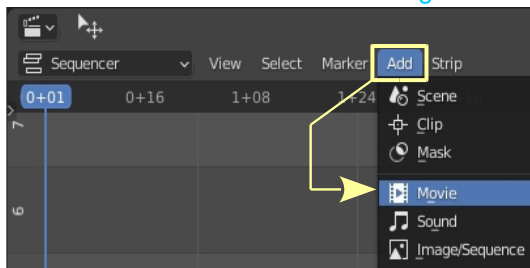 Sequencer View Select Marker Add Strip
0+01 0+16 1+08 1+24
Scene
Clip
7
Mask
Movie
6
Sound
Image/Sequence